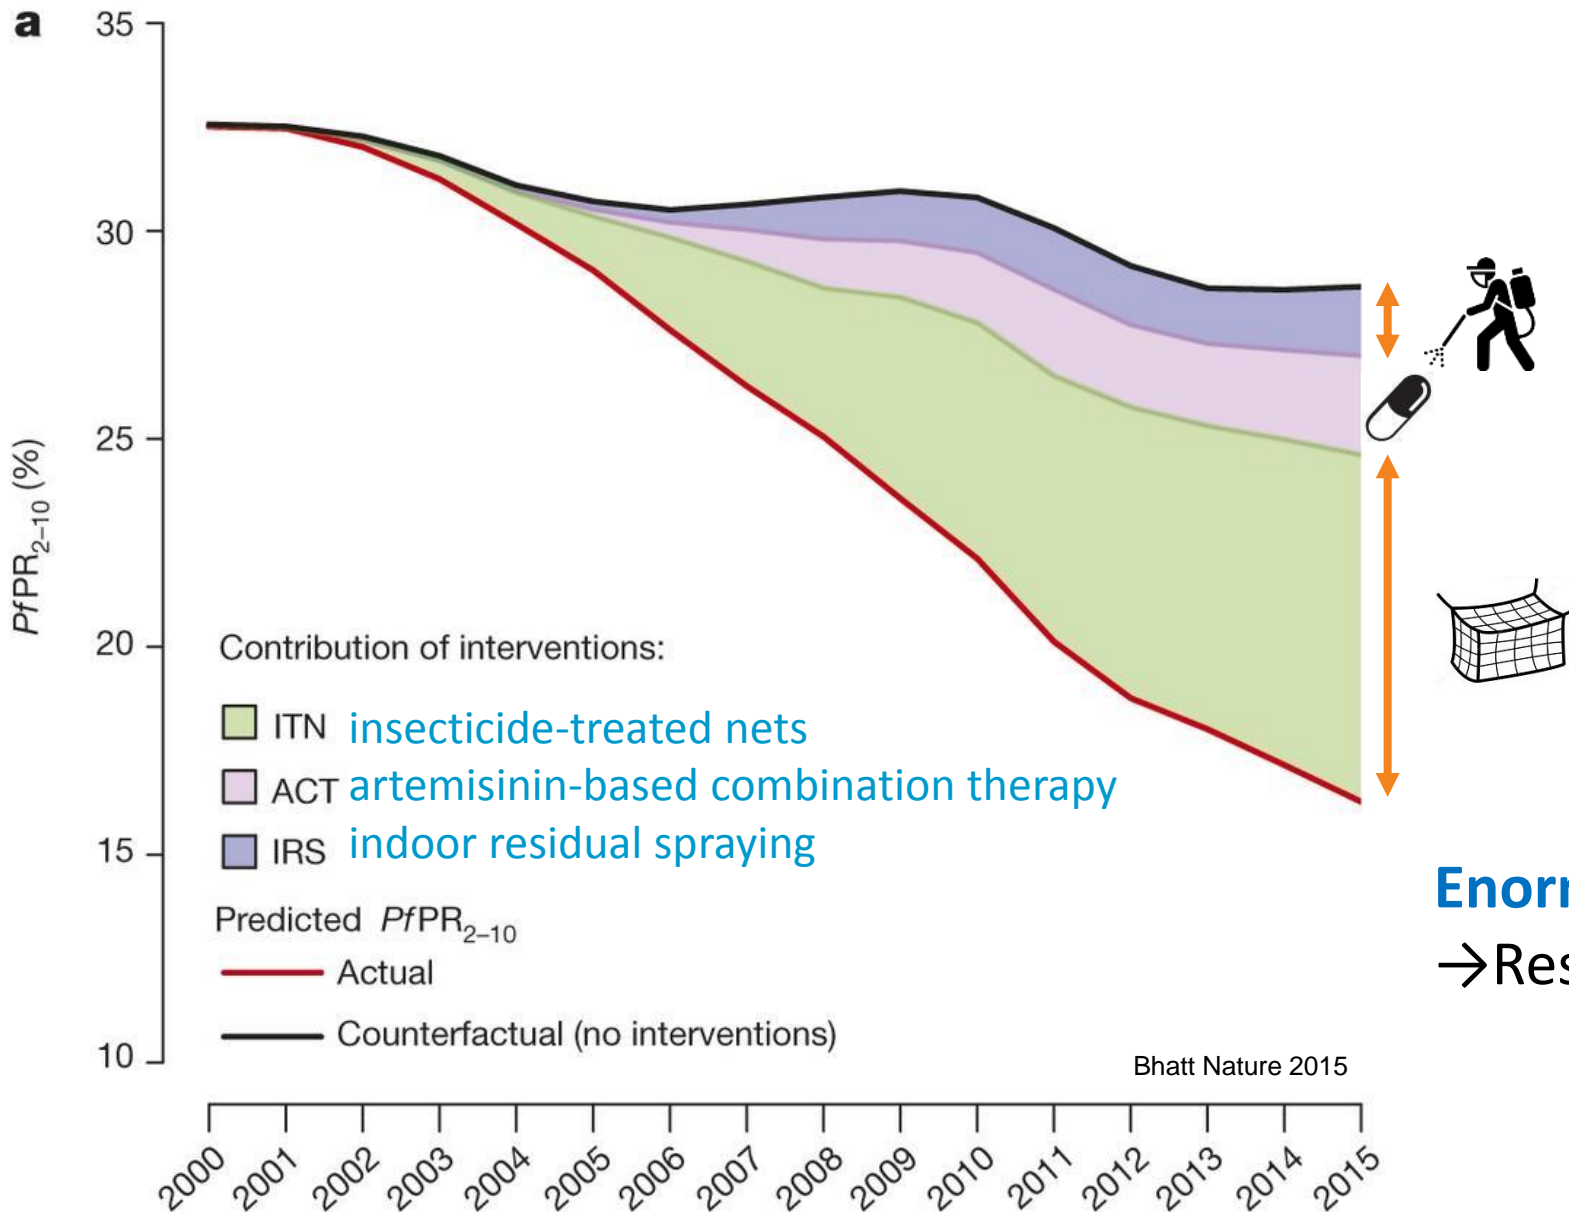 a
35
30
25
20
15
10
PfPR2–10 (%)
Contribution of interventions:
ITN insecticide-treated nets
ACT artemisinin-based combination therapy
IRS indoor residual spraying
Predicted PfPR2–10
Actual
Counterfactual (no interventions)
Bhatt Nature 2015
2000 2001 2002 2003 2004 2005 2006 2007 2008 2009 2010 2011 2012 2013 2014 2015
→Res